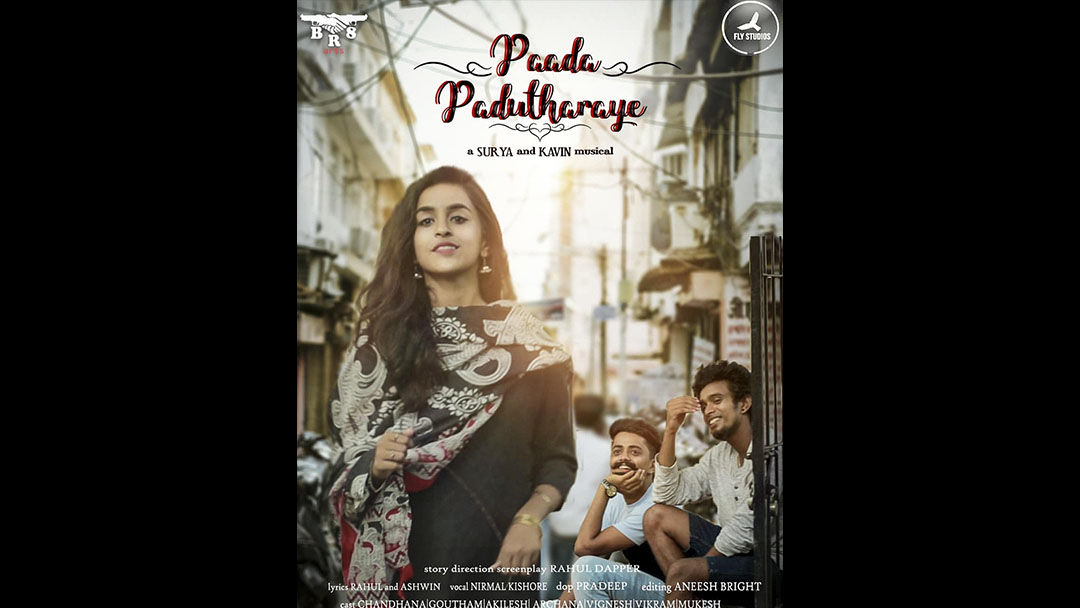 BR8
FLY STUDIOS
Paada
Padutharaye
a SURYA and KAVIN musical
story direction screenplay RAHUL DAPPER
lyrics RAHUL and ASHWIN vocal NIRMAL KISHORE dop PRADEEP editing ANEESH BRIGHT
cast CHANDHANA|GOUTHAM|AKILESH| ARCHANA|VIGNESH|VIKRAM|MUKESH